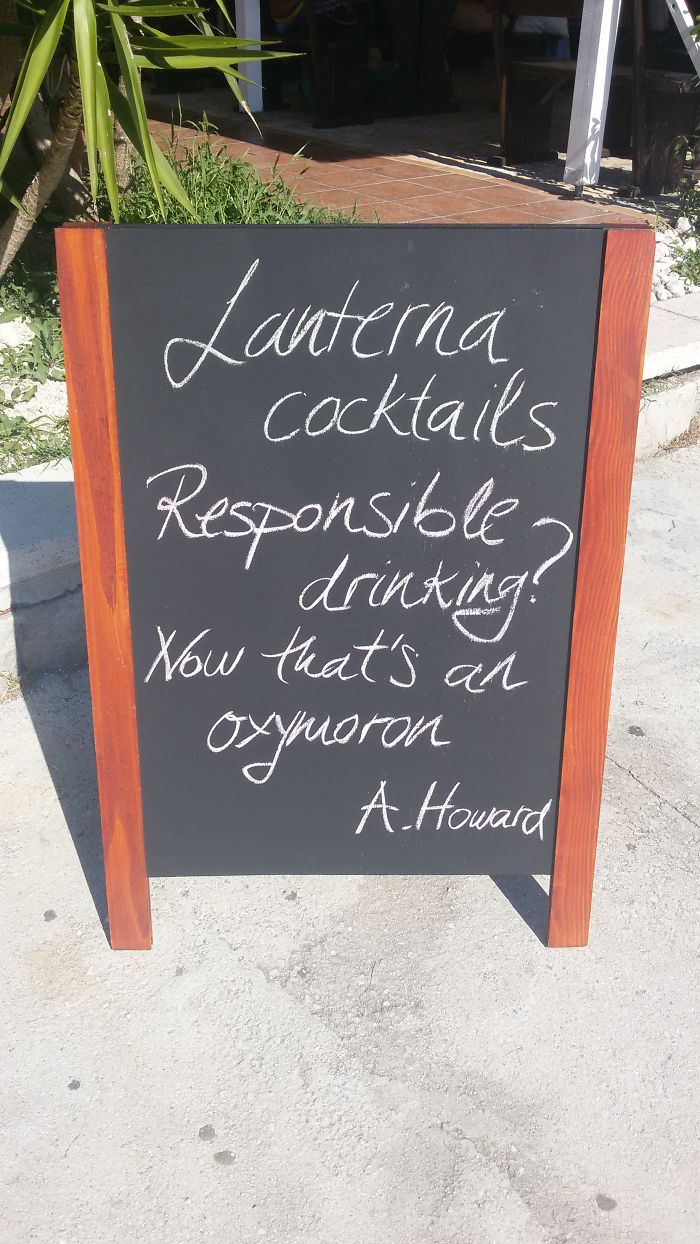 Lanterna
cocktails
Responsible
drinking?
Now that's an
oxymoron
A. Howard